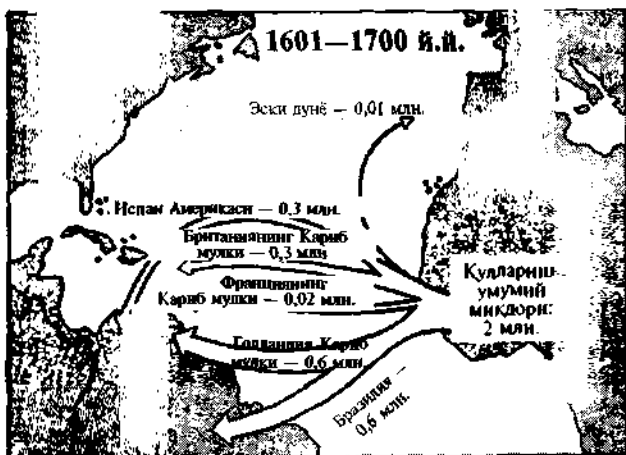 1601—1700 й.й.
Эски дунё — 0,01 млн.
Испан Америкаси — 0,3 млн.
Британиянинг Кариб
мулки — 0,3 млн
Франциянинг
Кариб мулки — 0,02 млн.
Голландия Кариб
мулки — 0,6 млн
Бразилия —
0,6 млн.
Қулларнинг
умумий
миқдори:
2 млн.